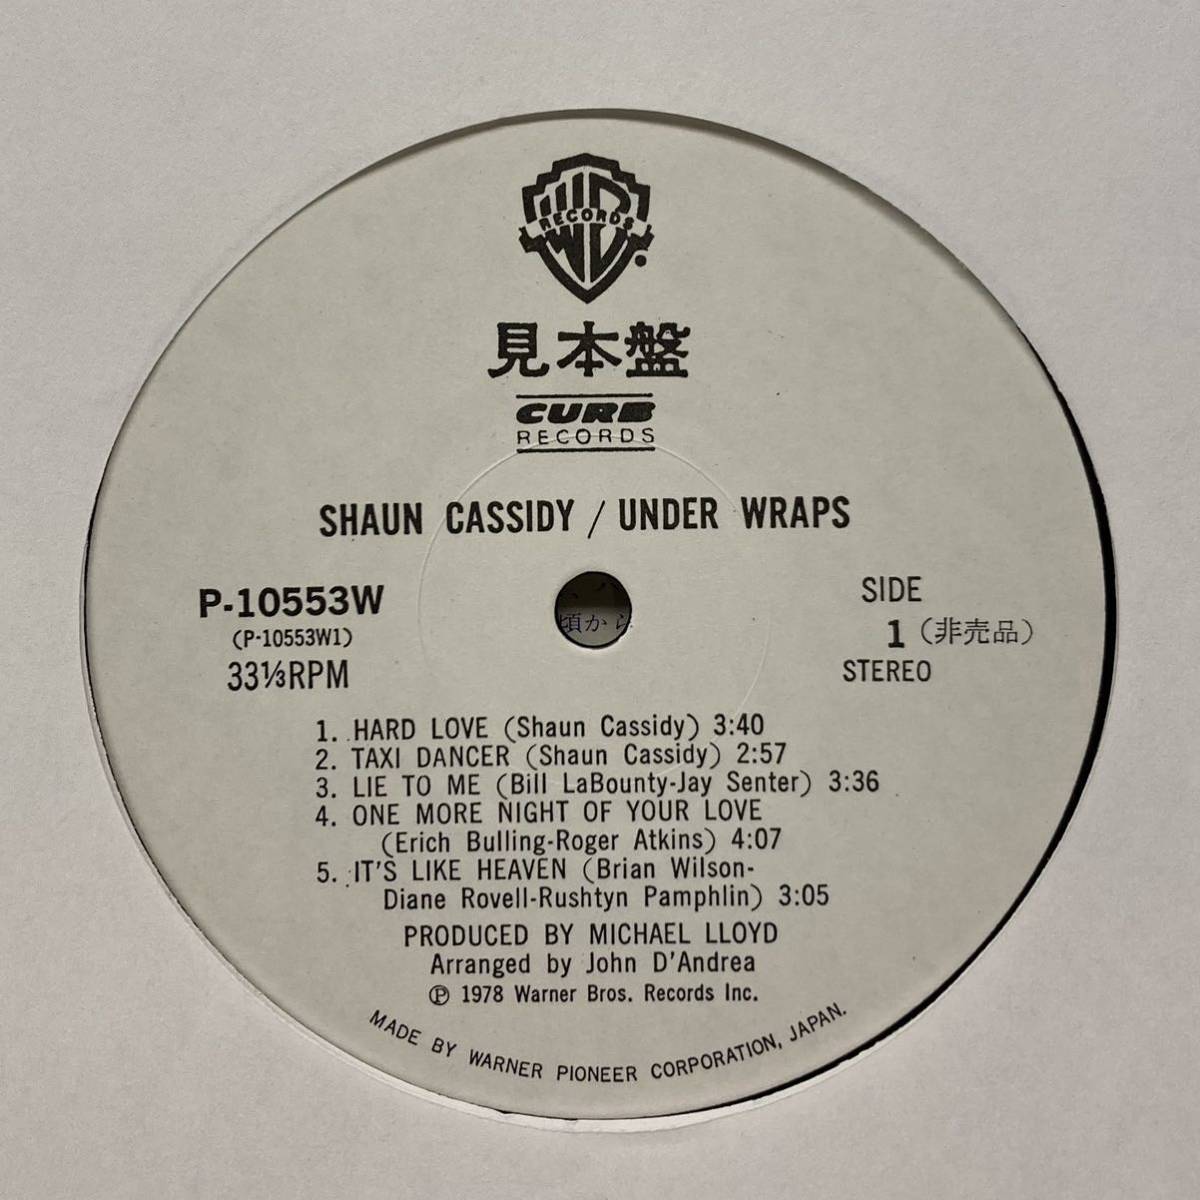 WB
RECORDS
見本盤
CURB
RECORDS
SHAUN CASSIDY / UNDER WRAPS
P-10553W
(P-10553W1)
33⅓RPM
SIDE
1 (非売品)
STEREO
頃から
1. HARD LOVE (Shaun Cassidy) 3:40
2. TAXI DANCER (Shaun Cassidy) 2:57
3. LIE TO ME (Bill LaBounty-Jay Senter) 3:36
4. ONE MORE NIGHT OF YOUR LOVE
(Erich Bulling-Roger Atkins) 4:07
5. IT'S LIKE HEAVEN (Brian Wilson-
Diane Rovell-Rushtyn Pamphlin) 3:05
PRODUCED BY MICHAEL LLOYD
Arranged by John D'Andrea
℗ 1978 Warner Bros. Records Inc.
MADE BY WARNER PIONEER CORPORATION, JAPAN.